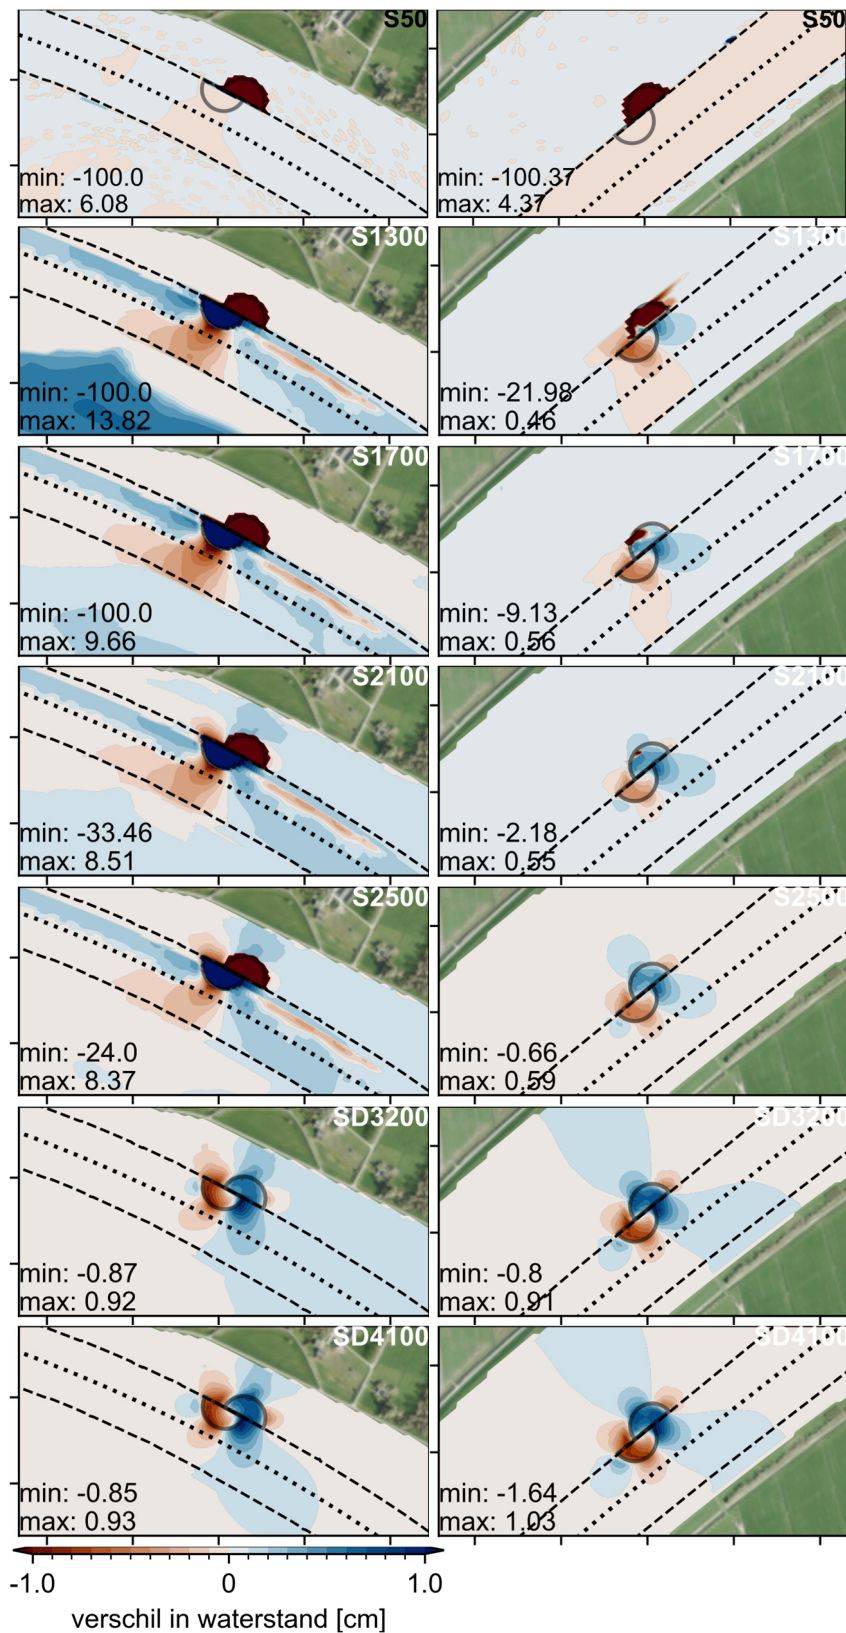 S50
min: -100.0
max: 6.08
S50
min: -100.37
max: 4.37
S1300
min: -100.0
max: 13.82
S1300
min: -21.98
max: 0.46
S1700
min: -100.0
max: 9.66
S1700
min: -9.13
max: 0.56
S2100
min: -33.46
max: 8.51
S2100
min: -2.18
max: 0.55
S2500
min: -24.0
max: 8.37
S2500
min: -0.66
max: 0.59
SD3200
min: -0.87
max: 0.92
SD3200
min: -0.8
max: 0.91
SD4100
min: -0.85
max: 0.93
SD4100
min: -1.64
max: 1.03
-1.0 0 1.0
verschil in waterstand [cm]